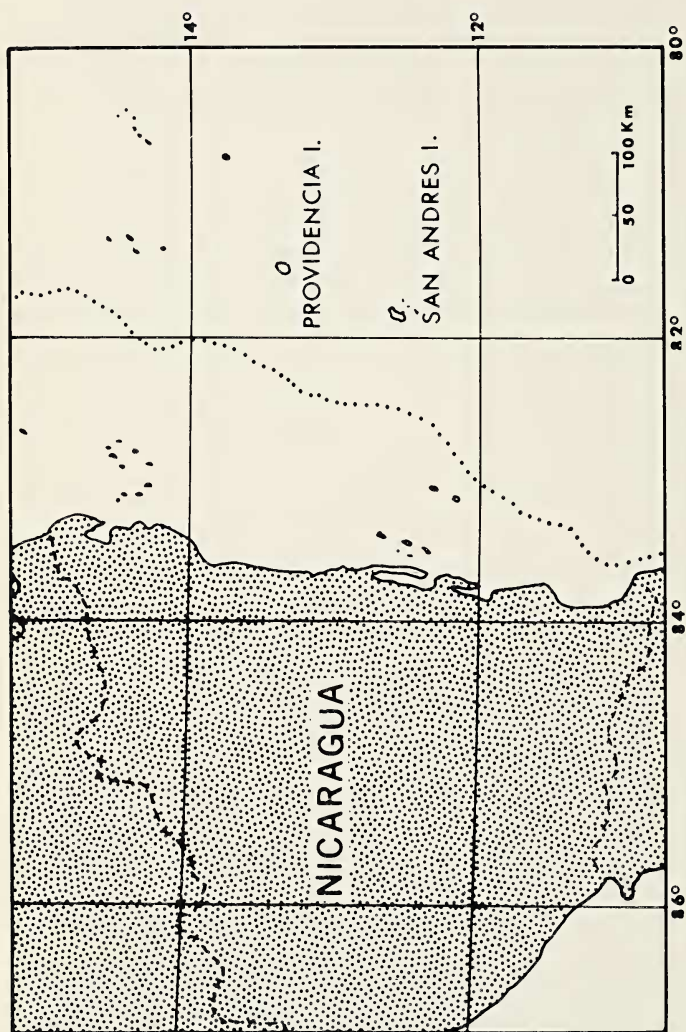 14°
12°
80°
82°
84°
86°
PROVIDENCIA I.
SAN ANDRES I.
0 50 100 Km
NICARAGUA